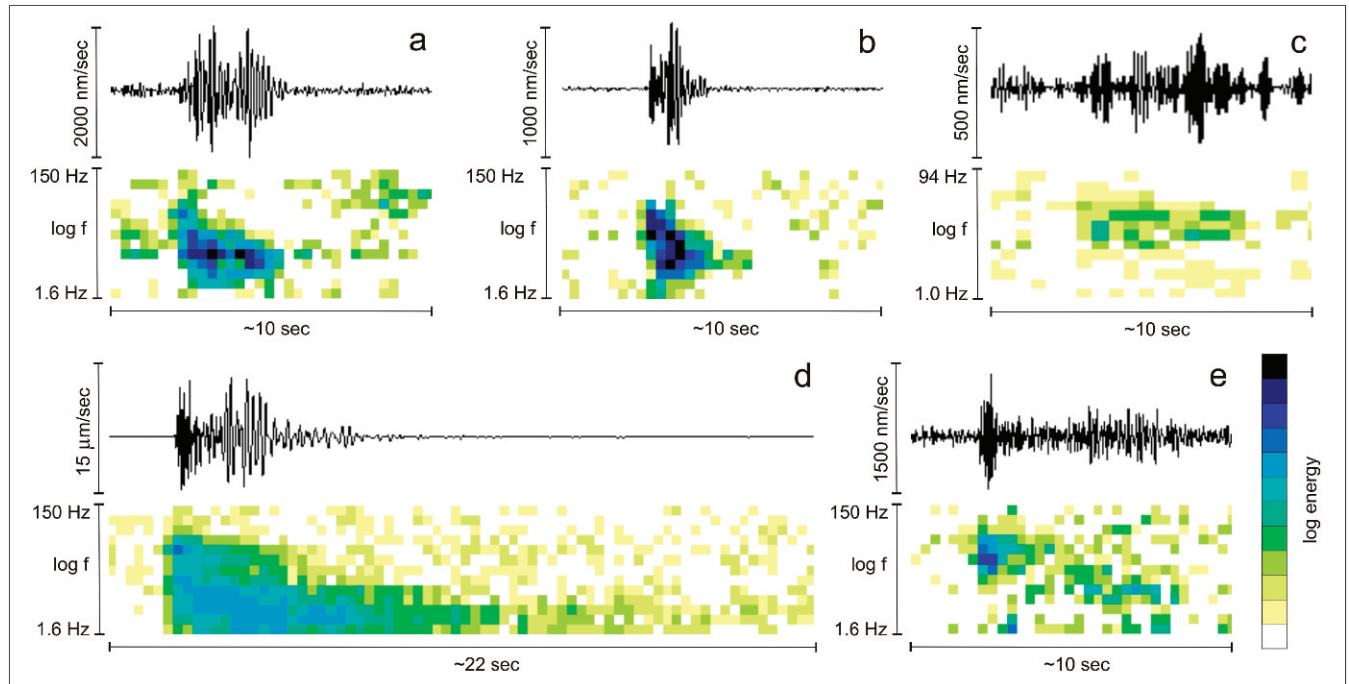 a
2000 nm/sec
150 Hz
log f
1.6 Hz
~10 sec
b
1000 nm/sec
150 Hz
log f
1.6 Hz
~10 sec
c
500 nm/sec
94 Hz
log f
1.0 Hz
~10 sec
d
15 μm/sec
150 Hz
log f
1.6 Hz
~22 sec
e
1500 nm/sec
150 Hz
log f
1.6 Hz
~10 sec
log energy